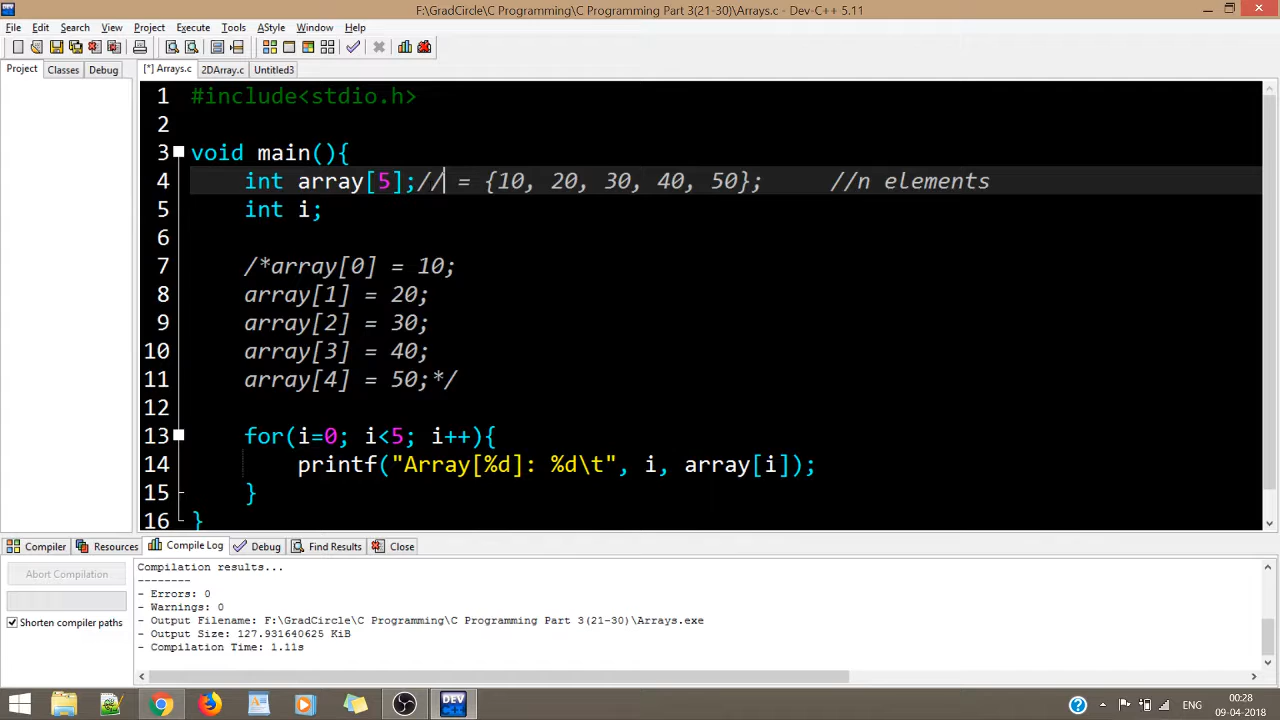 F:\GradCircle\C Programming\C Programming Part 3(21-30)\Arrays.c - Dev-C++ 5.11
File Edit Search View Project Execute Tools AStyle Window Help
Project Classes Debug [*] Arrays.c 2DArray.c Untitled3
1 #include<stdio.h>
2
3 void main(){
4 int array[5];// = {10, 20, 30, 40, 50}; //n elements
5 int i;
6
7 /*array[0] = 10;
8 array[1] = 20;
9 array[2] = 30;
10 array[3] = 40;
11 array[4] = 50;*/
12
13 for(i=0; i<5; i++){
14 printf("Array[%d]: %d\t", i, array[i]);
15 }
16 }
Compiler Resources Compile Log Debug Find Results Close
Abort Compilation
Shorten compiler paths
Compilation results...
--------
- Errors: 0
- Warnings: 0
- Output Filename: F:\GradCircle\C Programming\C Programming Part 3(21-30)\Arrays.exe
- Output Size: 127.931640625 KiB
- Compilation Time: 1.11s
DEV
00:28
09-04-2018